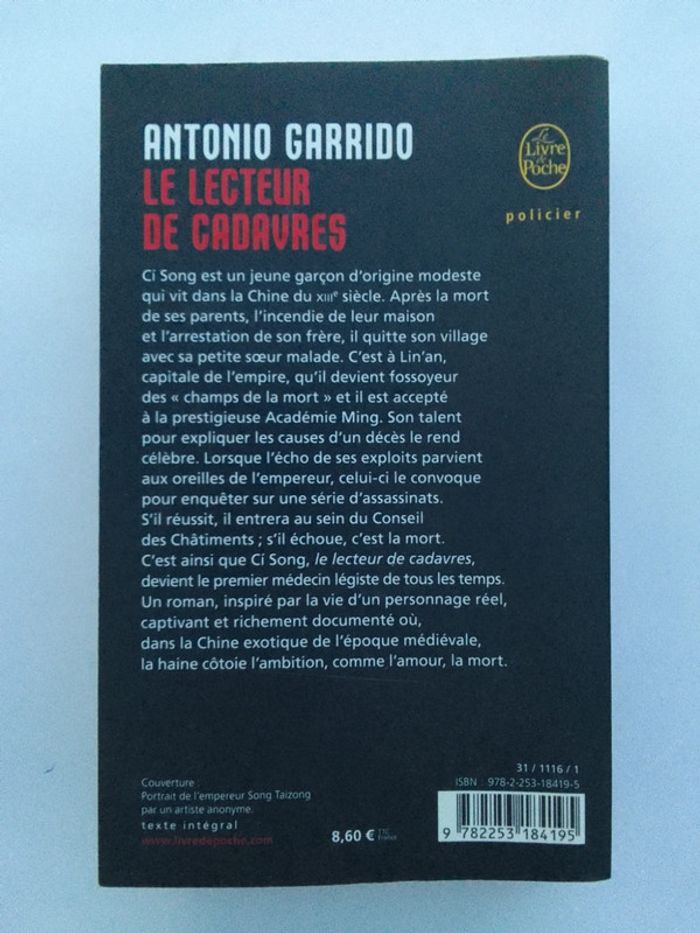 ANTONIO GARRIDO
LE LECTEUR
DE CADAVRES
Le
Livre
de
Poche
policier
Cí Song est un jeune garçon d'origine modeste
qui vit dans la Chine du XIIIe siècle. Après la mort
de ses parents, l'incendie de leur maison
et l'arrestation de son frère, il quitte son village
avec sa petite sœur malade. C'est à Lin'an,
capitale de l'empire, qu'il devient fossoyeur
des « champs de la mort » et il est accepté
à la prestigieuse Académie Ming. Son talent
pour expliquer les causes d'un décès le rend
célèbre. Lorsque l'écho de ses exploits parvient
aux oreilles de l'empereur, celui-ci le convoque
pour enquêter sur une série d'assassinats.
S'il réussit, il entrera au sein du Conseil
des Châtiments ; s'il échoue, c'est la mort.
C'est ainsi que Cí Song, le lecteur de cadavres,
devient le premier médecin légiste de tous les temps.
Un roman, inspiré par la vie d'un personnage réel,
captivant et richement documenté où,
dans la Chine exotique de l'époque médiévale,
la haine côtoie l'ambition, comme l'amour, la mort.
Couverture :
Portrait de l'empereur Song Taizong
par un artiste anonyme.
texte intégral
www.livredepoche.com
8,60 € TTC
France
31 / 1116 / 1
ISBN : 978-2-253-18419-5
9 782253 184195